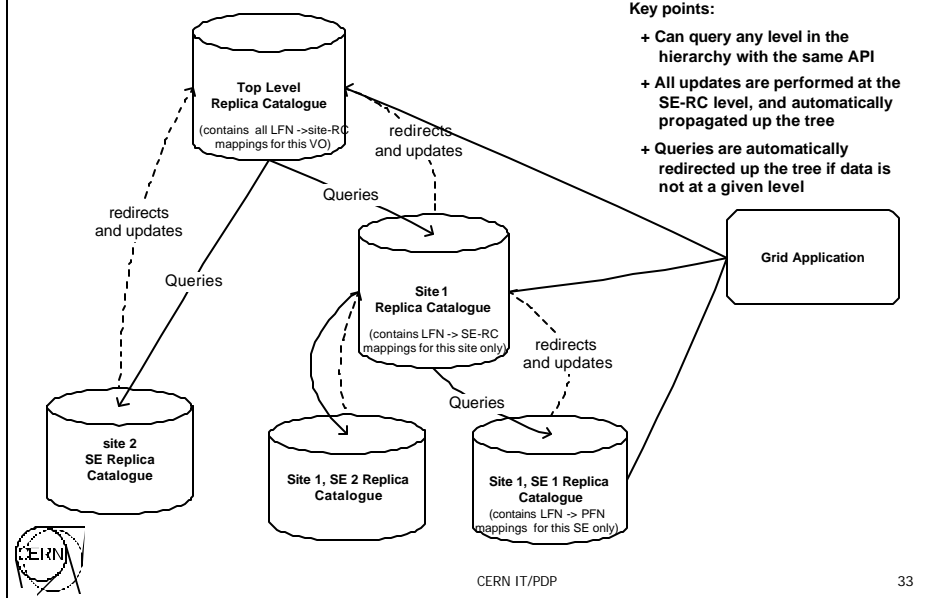 Key points:
+ Can query any level in the
hierarchy with the same API
+ All updates are performed at the
SE-RC level, and automatically
propagated up the tree
+ Queries are automatically
redirected up the tree if data is
not at a given level
Top Level
Replica Catalogue
(contains all LFN ->site-RC
mappings for this VO)
redirects
and updates
Queries
redirects
and updates
Queries
Grid Application
Site 1
Replica Catalogue
(contains LFN -> SE-RC
mappings for this site only)
redirects
and updates
Queries
site 2
SE Replica
Catalogue
Site 1, SE 2 Replica
Catalogue
Site 1, SE 1 Replica
Catalogue
(contains LFN -> PFN
mappings for this SE only)
CERN
CERN IT/PDP
33